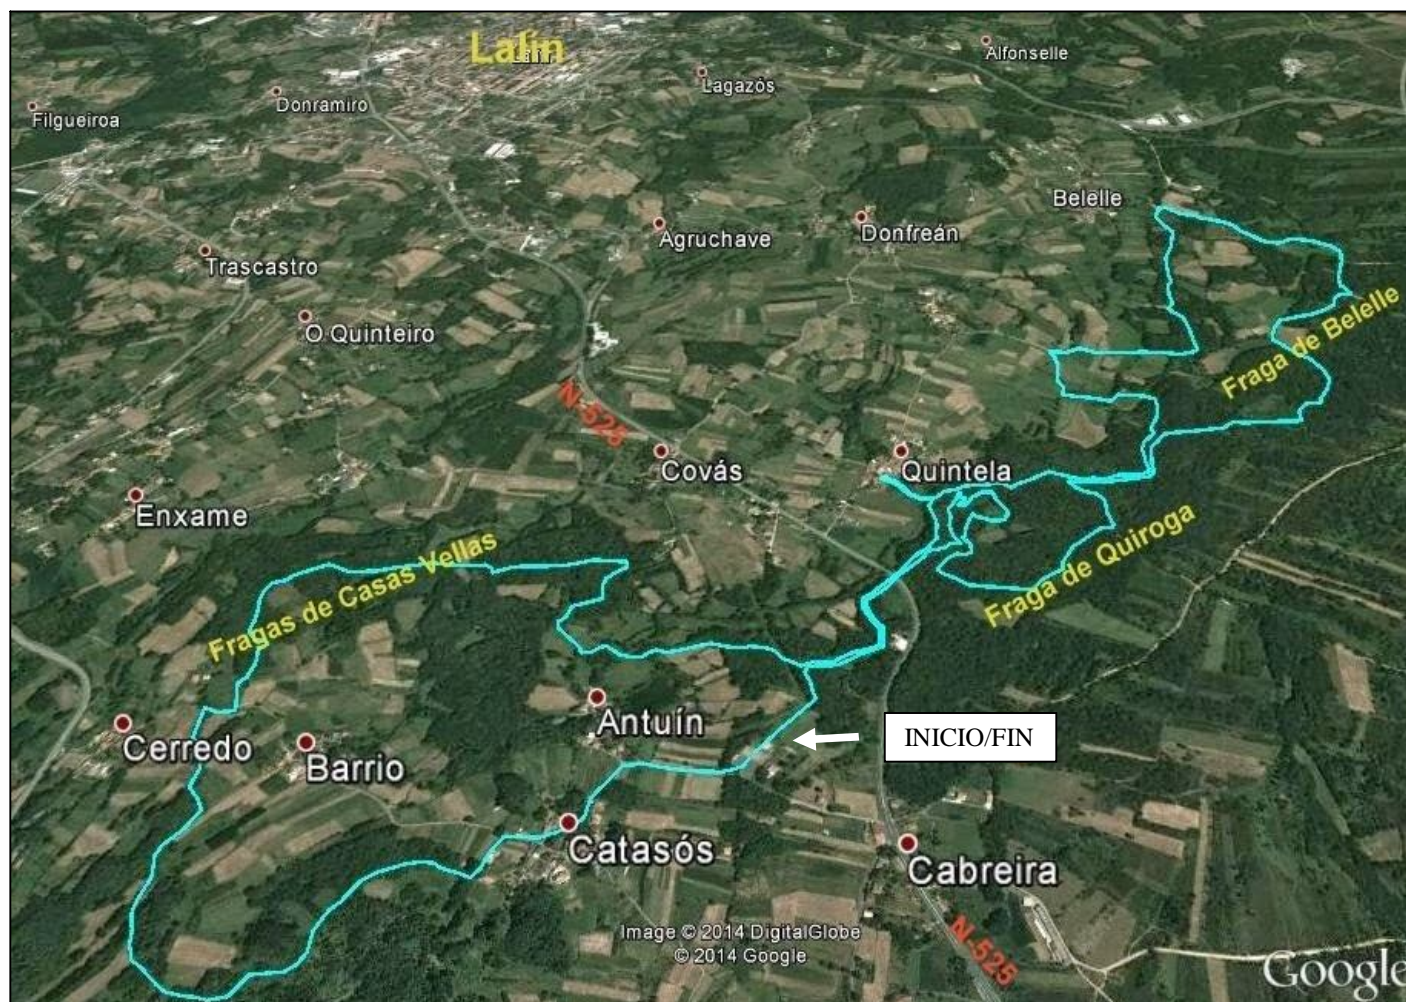 Lalín
Alfonselle
Lagazós
Donramiro
Filgueiroa
Belelle
Agruchave
Donfreán
Trascastro
O Quinteiro
Fraga de Belelle
N-525
Covás
Quintela
Enxame
Fraga de Quiroga
Fragas de Casas Vellas
Antuín
INICIO/FIN
Cerredo
Barrio
Catasós
Cabreira
Image © 2014 DigitalGlobe
© 2014 Google
N-525
Google